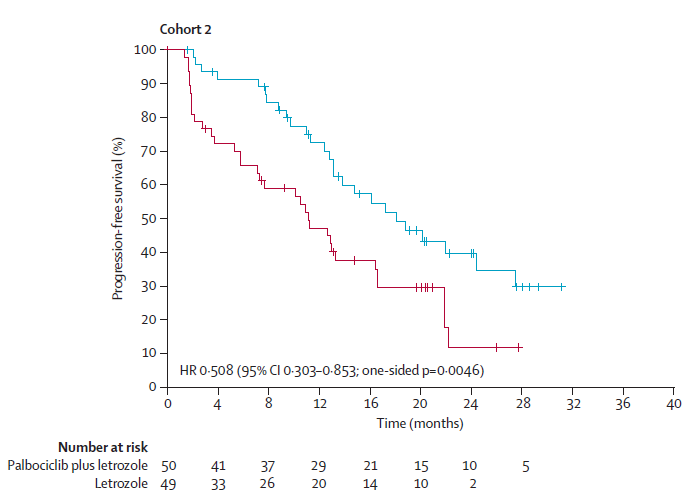 Cohort 2
100
90
80
70
60
50
40
30
20
10
0
Progression-free survival (%)
HR 0·508 (95% CI 0·303–0·853; one-sided p=0·0046)
0 4 8 12 16 20 24 28 32 36 40
Time (months)
Number at risk
Palbociclib plus letrozole 50 41 37 29 21 15 10 5
Letrozole 49 33 26 20 14 10 2